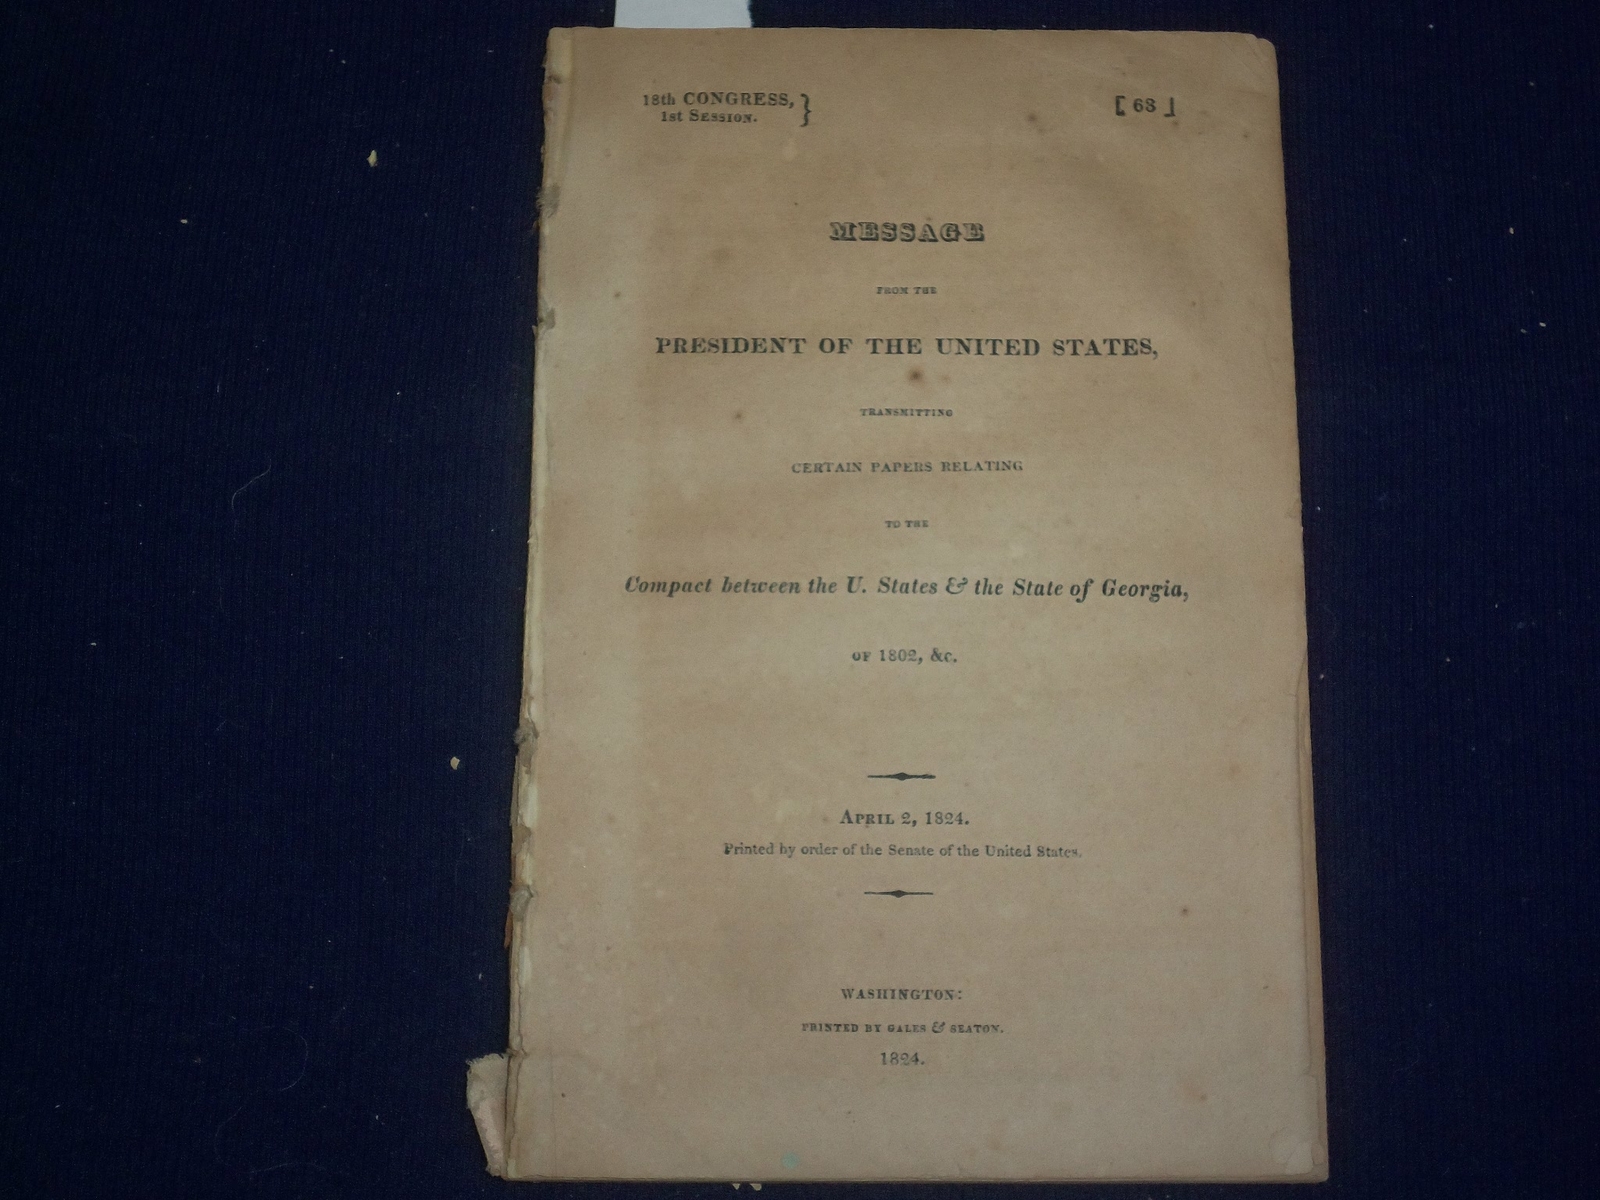 18th CONGRESS, }
1st SESSION.
[ 63 ]
MESSAGE
FROM THE
PRESIDENT OF THE UNITED STATES,
TRANSMITTING
CERTAIN PAPERS RELATING
TO THE
Compact between the U. States & the State of Georgia,
OF 1802, &c.
APRIL 2, 1824.
Printed by order of the Senate of the United States.
WASHINGTON:
PRINTED BY GALES & SEATON.
1824.